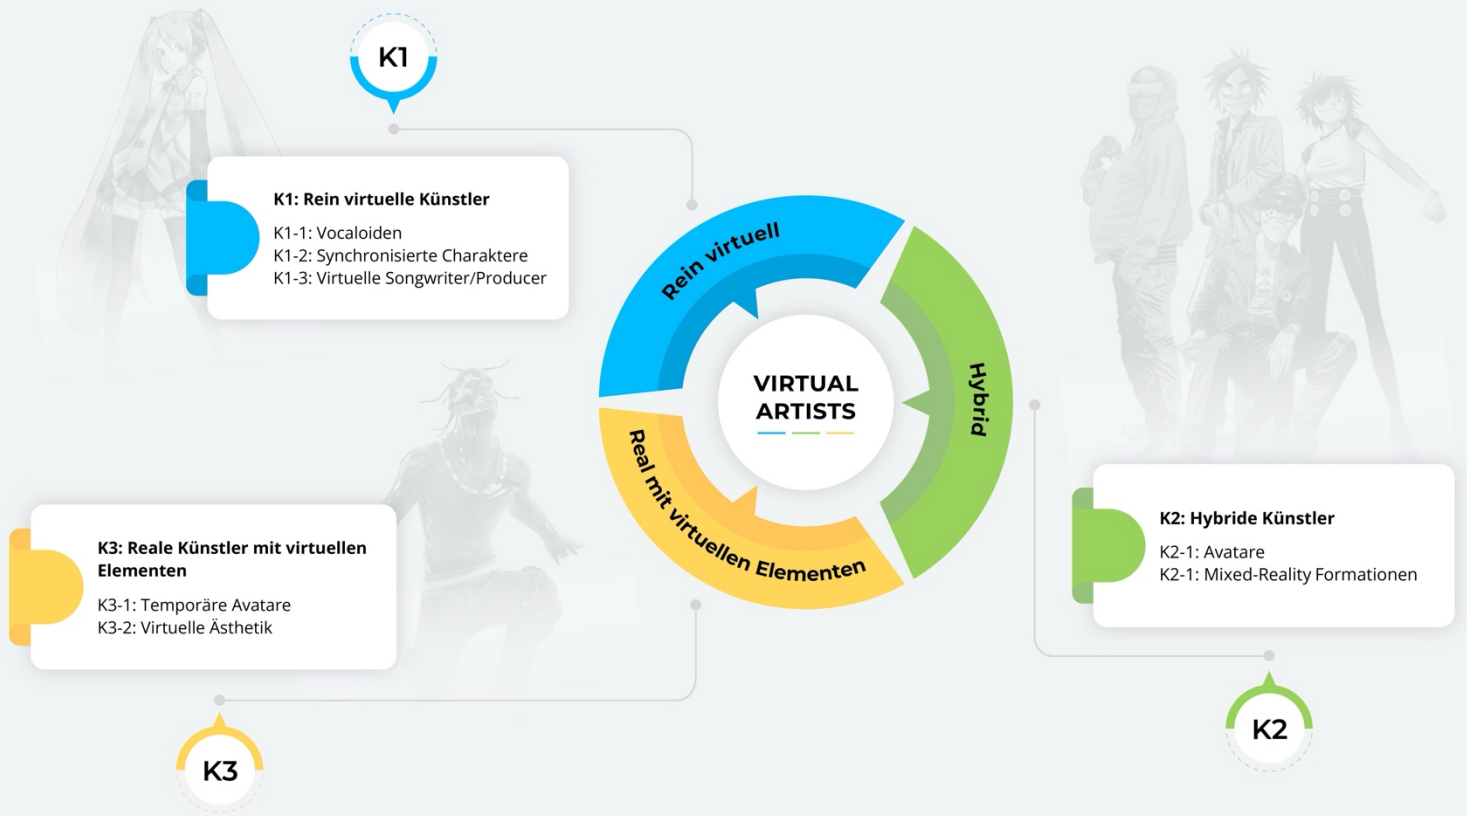 K1
K1: Rein virtuelle Künstler
K1-1: Vocaloiden
K1-2: Synchronisierte Charaktere
K1-3: Virtuelle Songwriter/Producer
Rein virtuell
Hybrid
Real mit virtuellen Elementen
VIRTUAL
ARTISTS
K2: Hybride Künstler
K2-1: Avatare
K2-1: Mixed-Reality Formationen
K2
K3: Reale Künstler mit virtuellen
Elementen
K3-1: Temporäre Avatare
K3-2: Virtuelle Ästhetik
K3